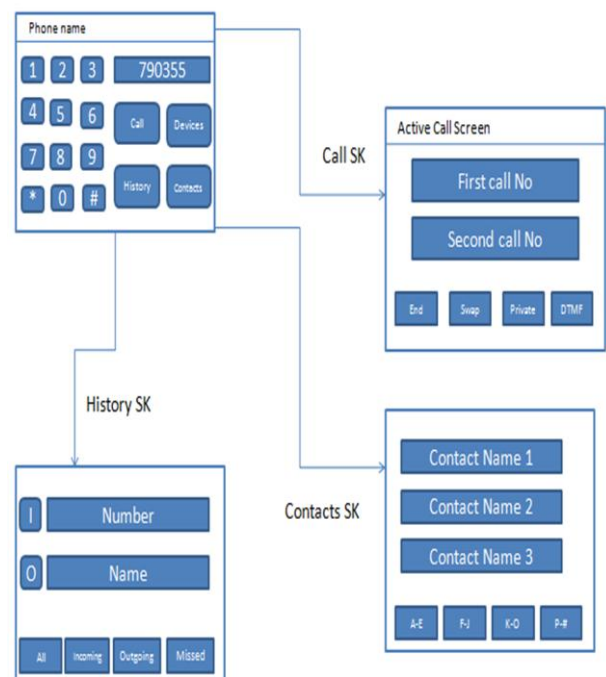 Phone name
1 2 3 790355
4 5 6 Call Devices
7 8 9
* 0 # History Contacts
Call SK
Active Call Screen
First call No
Second call No
End Swap Private DTMF
History SK
I Number
O Name
All Incoming Outgoing Missed
Contacts SK
Contact Name 1
Contact Name 2
Contact Name 3
A-E F-J K-O P-#